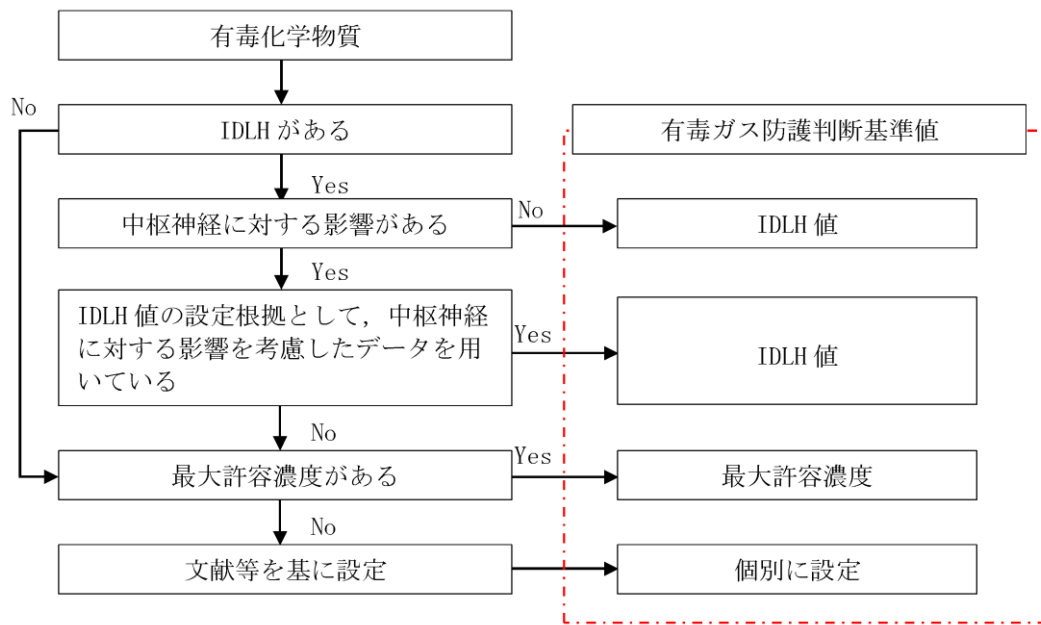 有毒化学物質
No
IDLHがある
有毒ガス防護判断基準値
Yes
中枢神経に対する影響がある
No
IDLH値
Yes
IDLH値の設定根拠として，中枢神経
に対する影響を考慮したデータを用
いている
Yes
IDLH値
No
最大許容濃度がある
Yes
最大許容濃度
No
文献等を基に設定
個別に設定